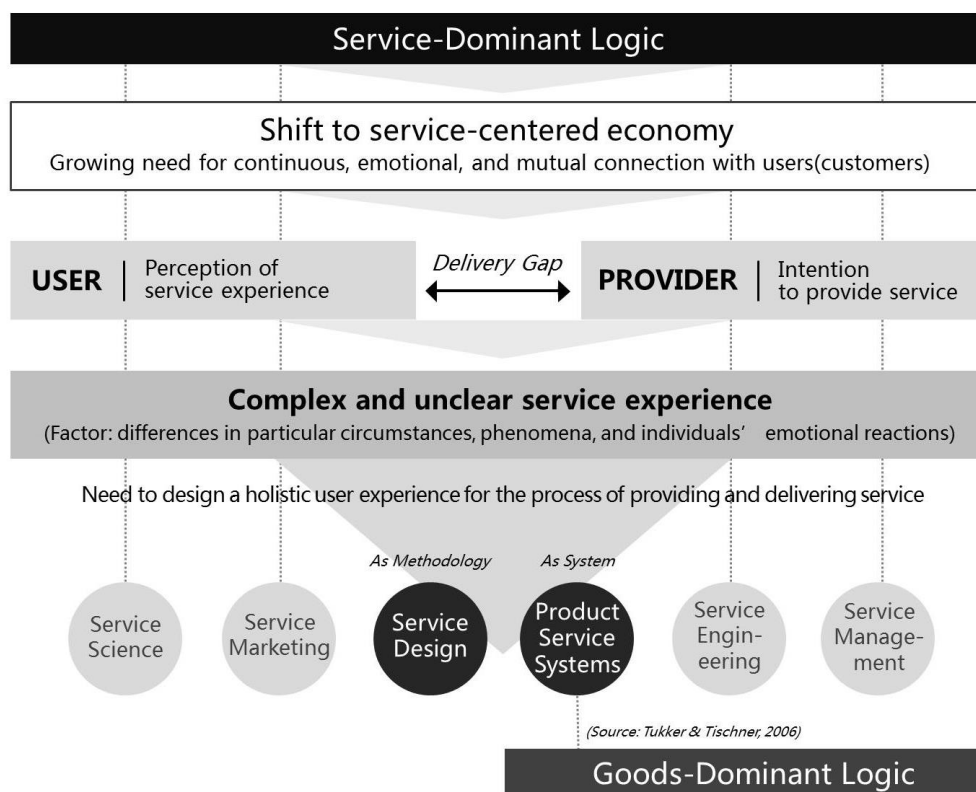 Service-Dominant Logic
Shift to service-centered economy
Growing need for continuous, emotional, and mutual connection with users(customers)
USER
Perception of
service experience
Delivery Gap
PROVIDER
Intention
to provide service
Complex and unclear service experience
(Factor: differences in particular circumstances, phenomena, and individuals’ emotional reactions)
Need to design a holistic user experience for the process of providing and delivering service
As Methodology
As System
Service
Science
Service
Marketing
Service
Design
Product
Service
Systems
Service
Engin-
eering
Service
Manage-
ment
(Source: Tukker & Tischner, 2006)
Goods-Dominant Logic